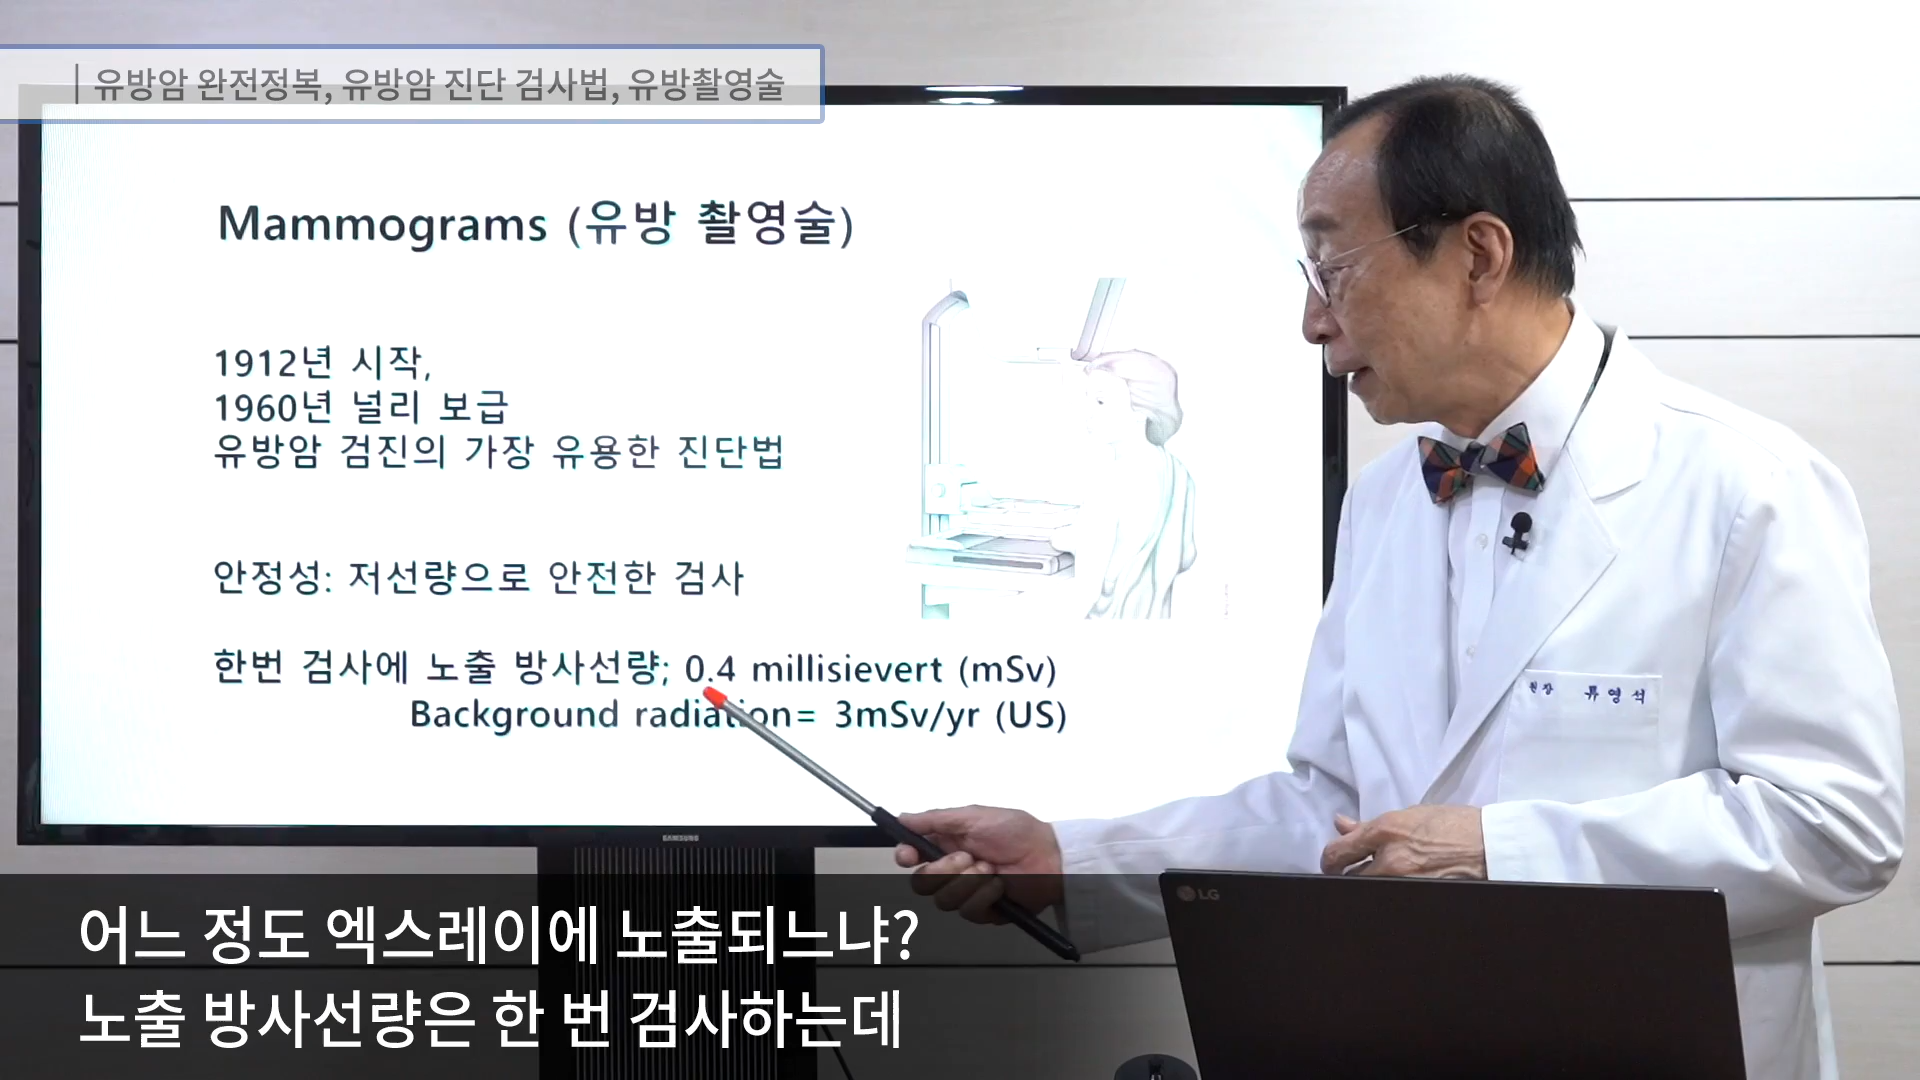 | 유방암 완전정복, 유방암 진단 검사법, 유방촬영술
Mammograms (유방 촬영술)
1912년 시작,
1960년 널리 보급
유방암 검진의 가장 유용한 진단법
안정성: 저선량으로 안전한 검사
한번 검사에 노출 방사선량; 0.4 millisievert (mSv)
Background radiation= 3mSv/yr (US)
원장 류영석
SAMSUNG
LG
어느 정도 엑스레이에 노출되느냐?
노출 방사선량은 한 번 검사하는데